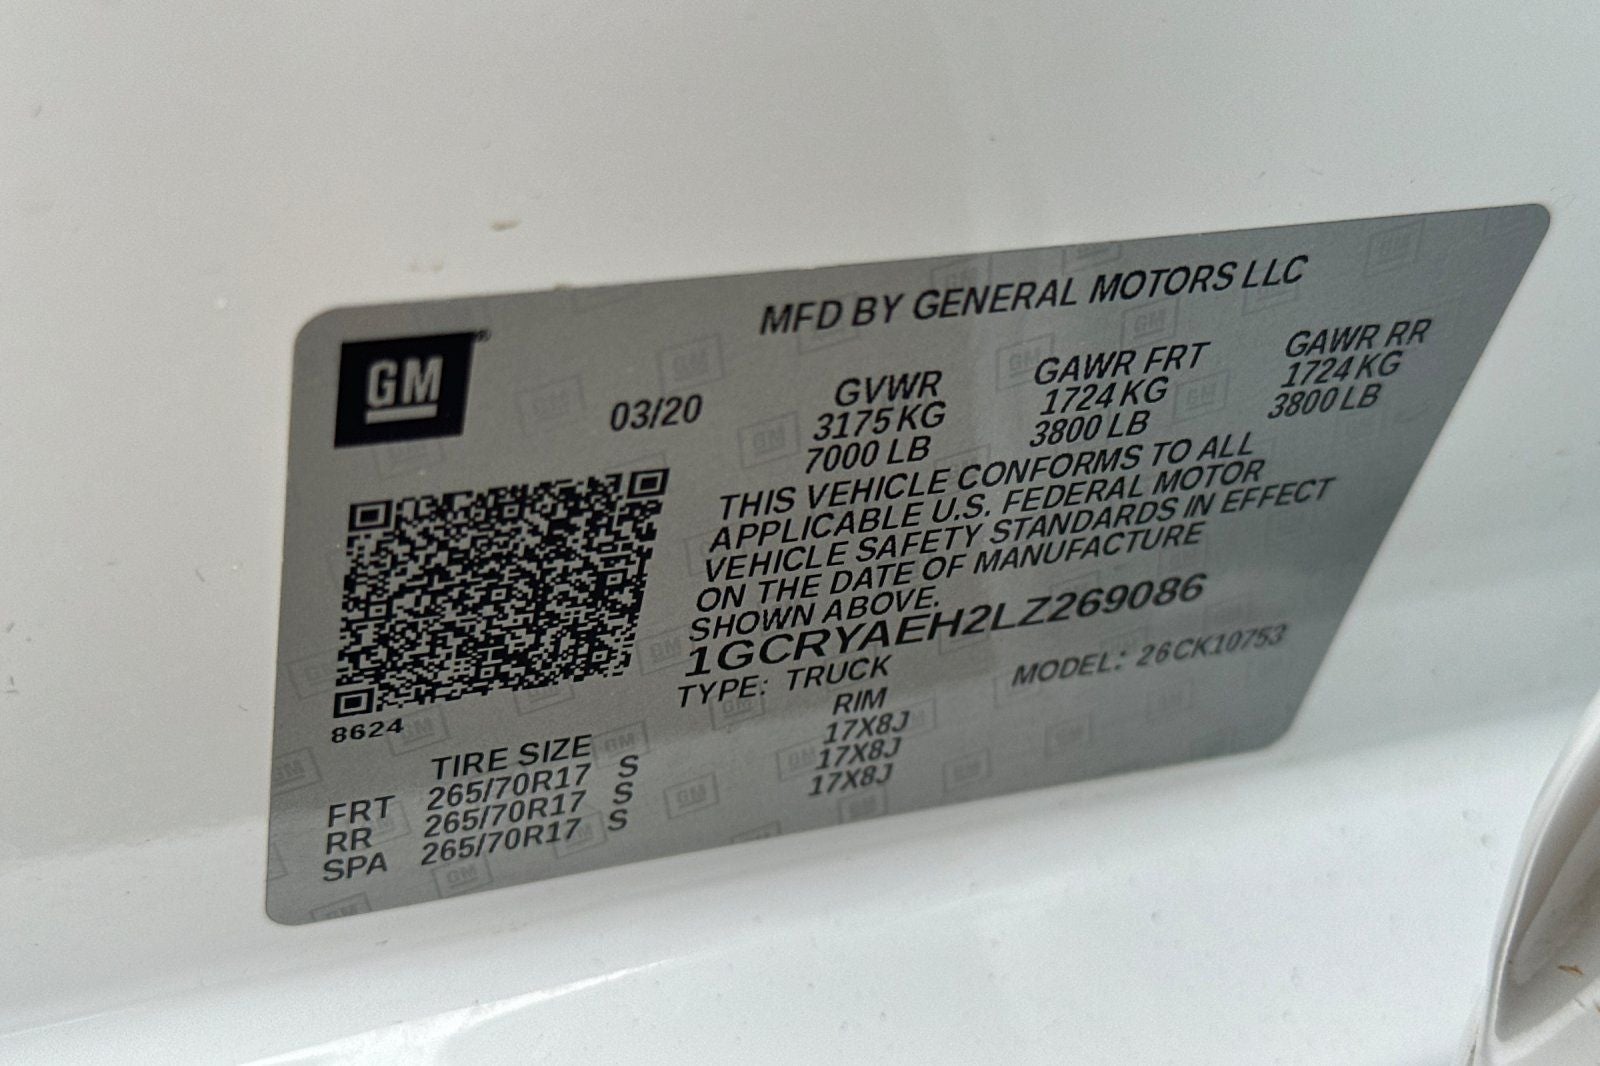 MFD BY GENERAL MOTORS LLC
GM
03/20
GVWR GAWR FRT GAWR RR
3175 KG 1724 KG 1724 KG
7000 LB 3800 LB 3800 LB
THIS VEHICLE CONFORMS TO ALL
APPLICABLE U.S. FEDERAL MOTOR
VEHICLE SAFETY STANDARDS IN EFFECT
ON THE DATE OF MANUFACTURE
SHOWN ABOVE.
1GCRYAEH2LZ269086
TYPE: TRUCK MODEL: 26CK10753
8624
TIRE SIZE RIM
FRT 265/70R17 S 17X8J
RR 265/70R17 S 17X8J
SPA 265/70R17 S 17X8J